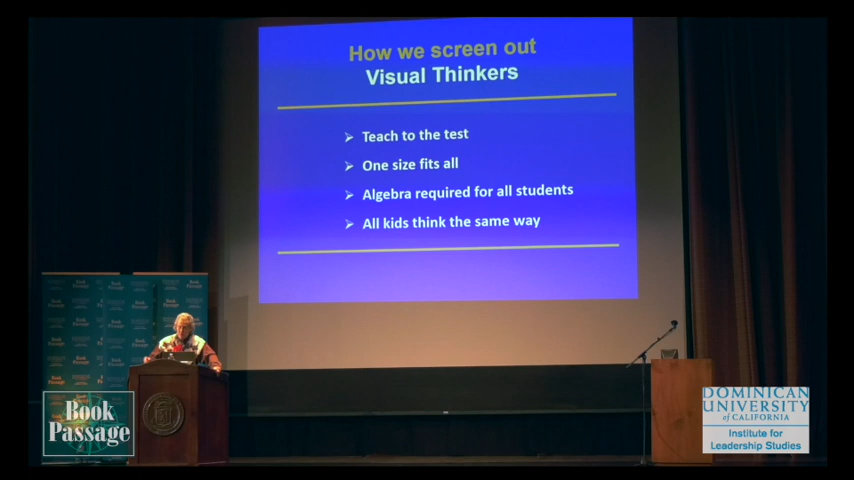 How we screen out
Visual Thinkers
Teach to the test
One size fits all
Algebra required for all students
All kids think the same way
Book
Passage
DOMINICAN
UNIVERSITY
of CALIFORNIA
Institute for
Leadership Studies